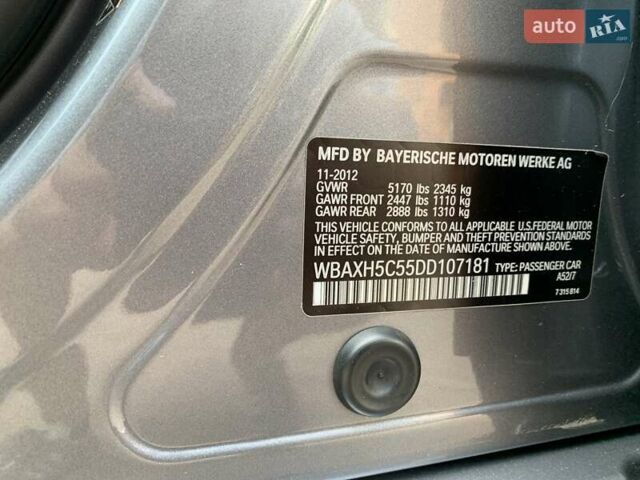 auto RIA
.com
MFD BY BAYERISCHE MOTOREN WERKE AG
11-2012
GVWR 5170 lbs 2345 kg
GAWR FRONT 2447 lbs 1110 kg
GAWR REAR 2888 lbs 1310 kg
THIS CAR CONFORMS TO ALL APPLICABLE U.S.FEDERAL MOTOR
VEHICLE SAFETY, BUMPER AND THEFT PREVENTION STANDARDS
IN EFFECT ON THE DATE OF MANUFACTURE SHOWN ABOVE.
WBAXH5C55DD107181 TYPE: PASSENGER CAR
A52/7
7 315 814